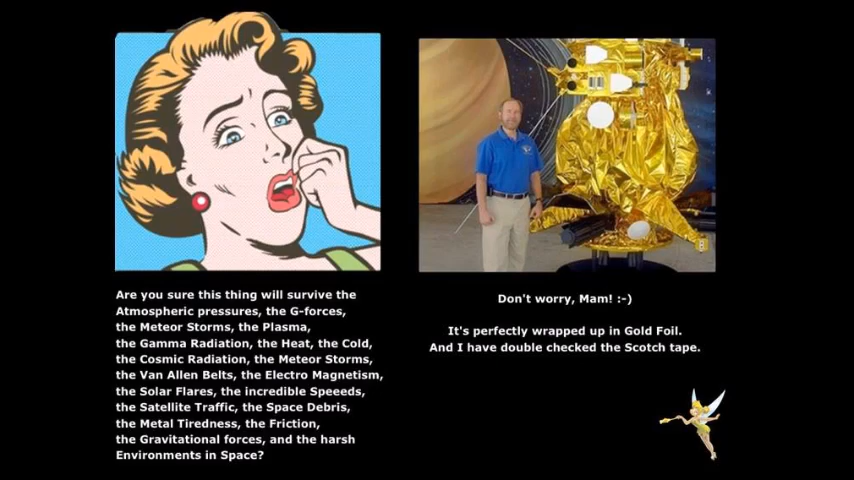 Are you sure this thing will survive the
Atmospheric pressures, the G-forces,
the Meteor Storms, the Plasma,
the Gamma Radiation, the Heat, the Cold,
the Cosmic Radiation, the Meteor Storms,
the Van Allen Belts, the Electro Magnetism,
the Solar Flares, the incredible Speeeds,
the Satellite Traffic, the Space Debris,
the Metal Tiredness, the Friction,
the Gravitational forces, and the harsh
Environments in Space?
Don't worry, Mam! :-)
It's perfectly wrapped up in Gold Foil.
And I have double checked the Scotch tape.